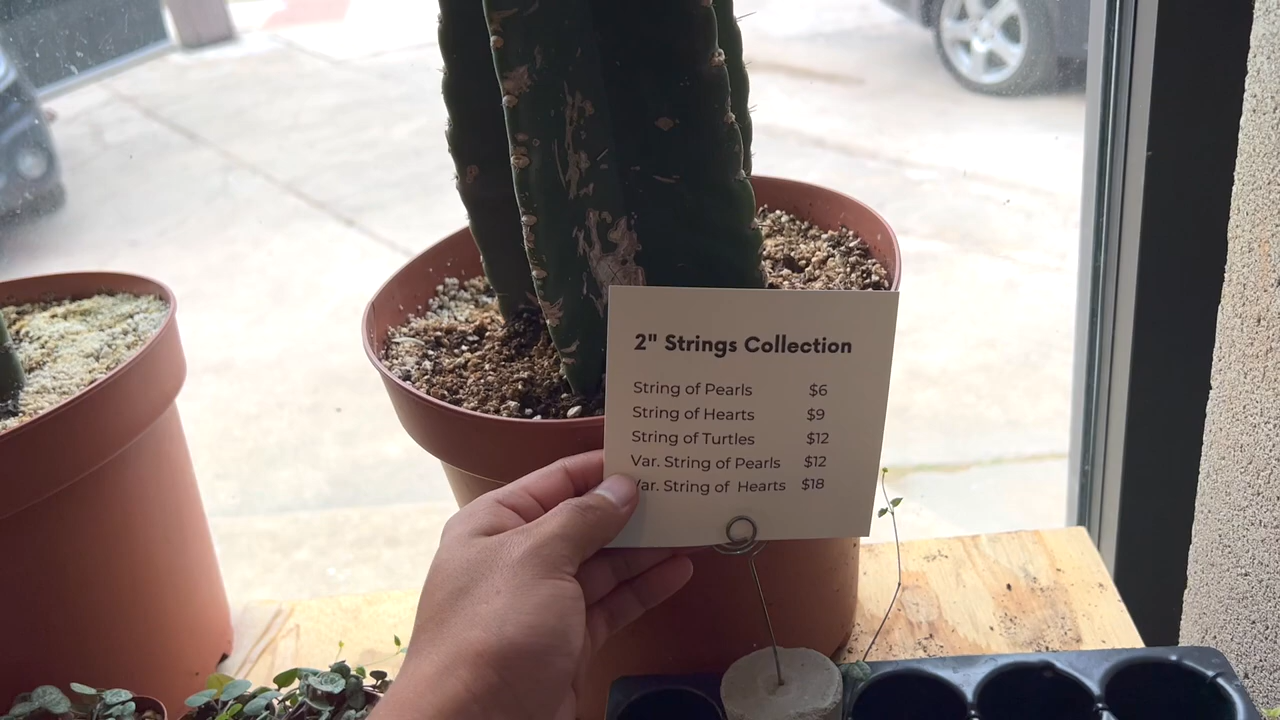 2" Strings Collection
String of Pearls $6
String of Hearts $9
String of Turtles $12
Var. String of Pearls $12
Var. String of Hearts $18